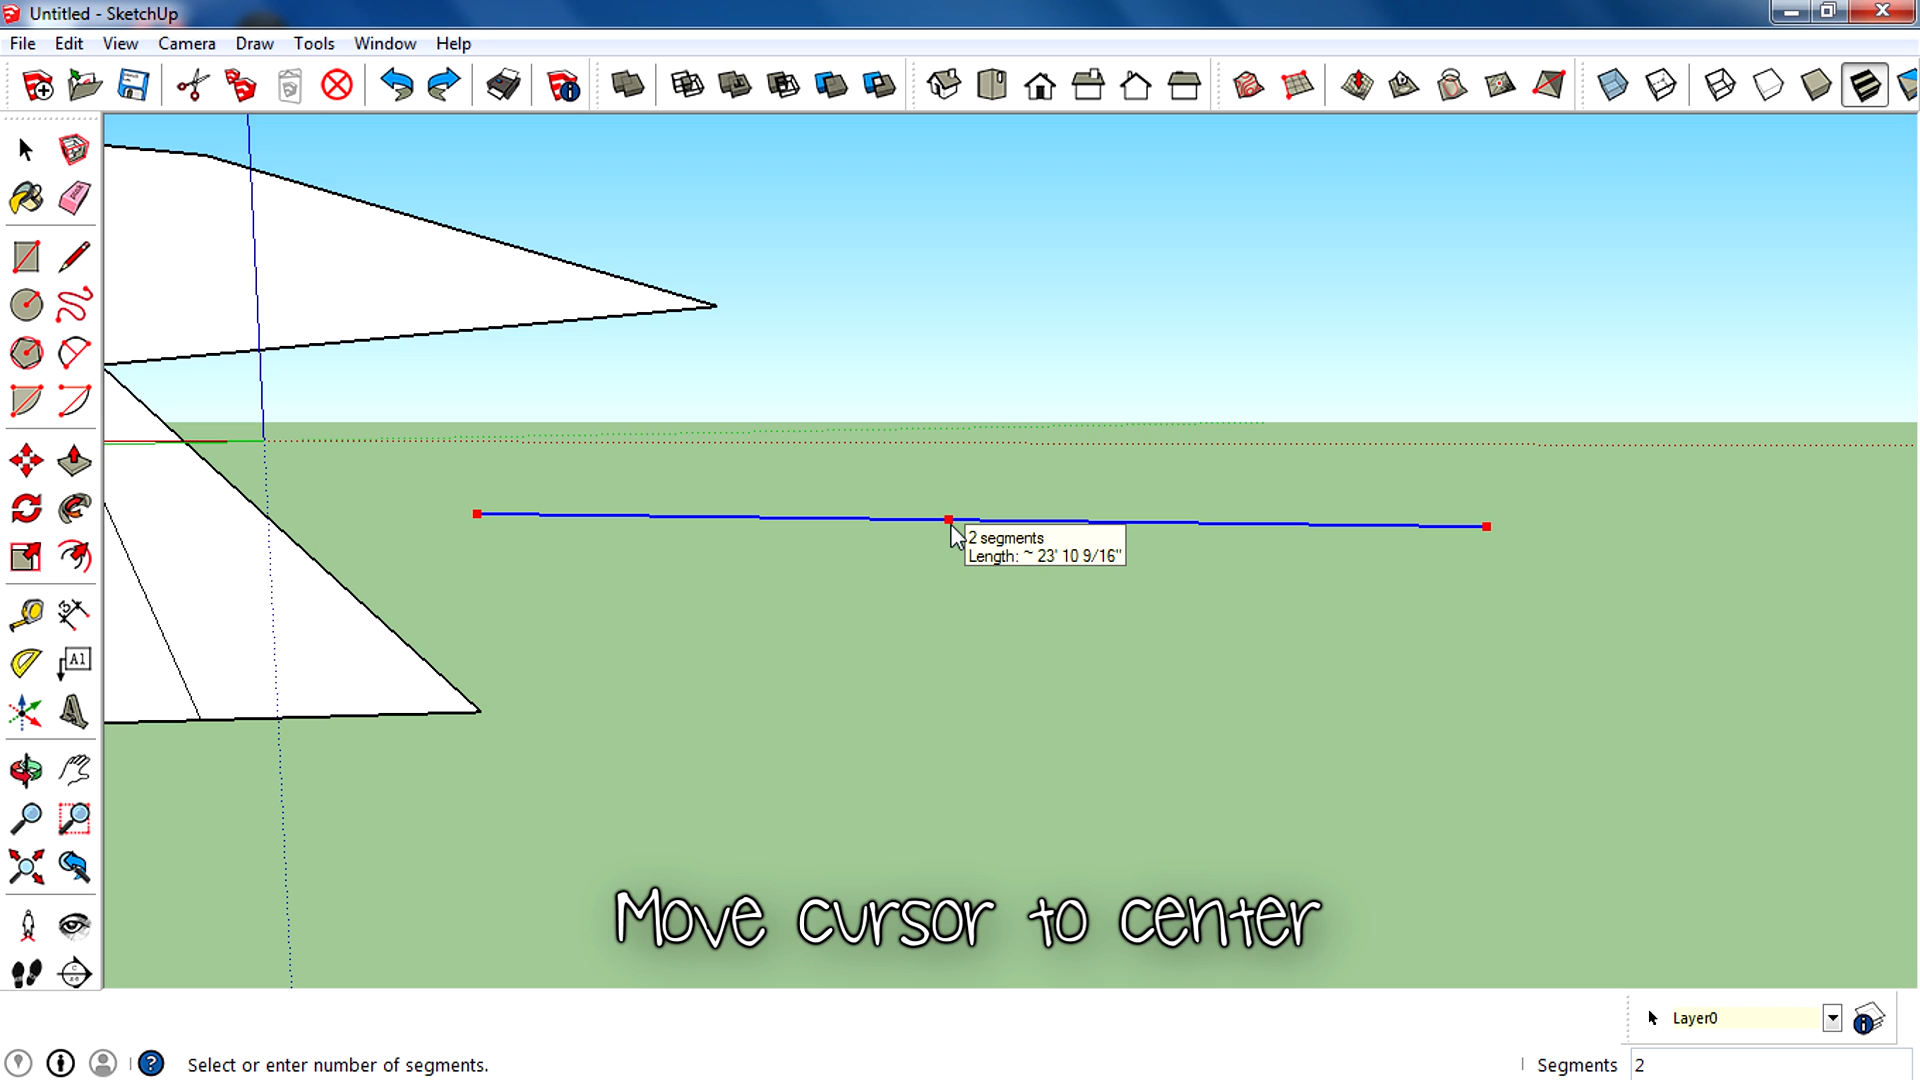 Untitled - SketchUp
File Edit View Camera Draw Tools Window Help
A1
2 segments
Length: ~ 23' 10 9/16"
Move cursor to center
Layer0
Select or enter number of segments.
Segments 2